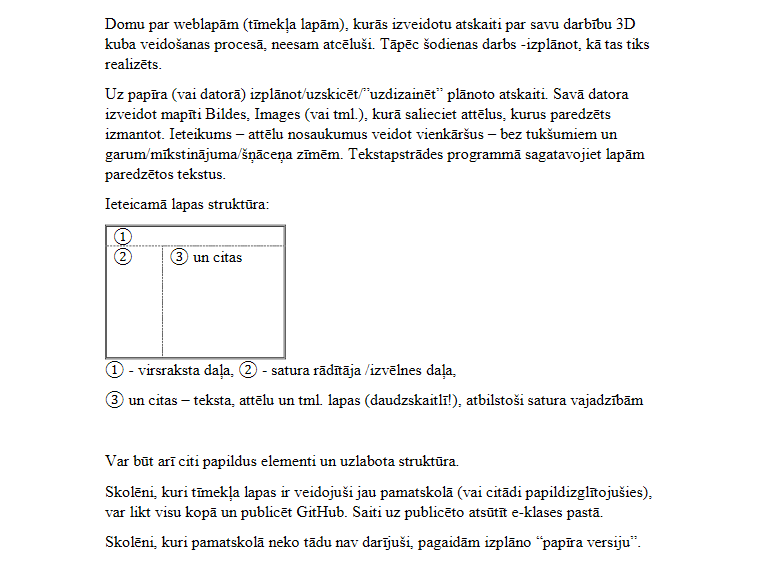 Domu par weblapām (tīmekļa lapām), kurās izveidotu atskaiti par savu darbību 3D
kuba veidošanas procesā, neesam atcēluši. Tāpēc šodienas darbs -izplānot, kā tas tiks
realizēts.
Uz papīra (vai datorā) izplānot/uzskicēt/”uzdizainēt” plānoto atskaiti. Savā datora
izveidot mapīti Bildes, Images (vai tml.), kurā salieciet attēlus, kurus paredzēts
izmantot. Ieteikums – attēlu nosaukumus veidot vienkāršus – bez tukšumiem un
garum/mīkstinājuma/šņāceņa zīmēm. Tekstapstrādes programmā sagatavojiet lapām
paredzētos tekstus.
Ieteicamā lapas struktūra:
①
② ③ un citas
① - virsraksta daļa, ② - satura rādītāja /izvēlnes daļa,
③ un citas – teksta, attēlu un tml. lapas (daudzskaitlī!), atbilstoši satura vajadzībām
Var būt arī citi papildus elementi un uzlabota struktūra.
Skolēni, kuri tīmekļa lapas ir veidojuši jau pamatskolā (vai citādi papildizglītojušies),
var likt visu kopā un publicēt GitHub. Saiti uz publicēto atsūtīt e-klases pastā.
Skolēni, kuri pamatskolā neko tādu nav darījuši, pagaidām izplāno “papīra versiju”.